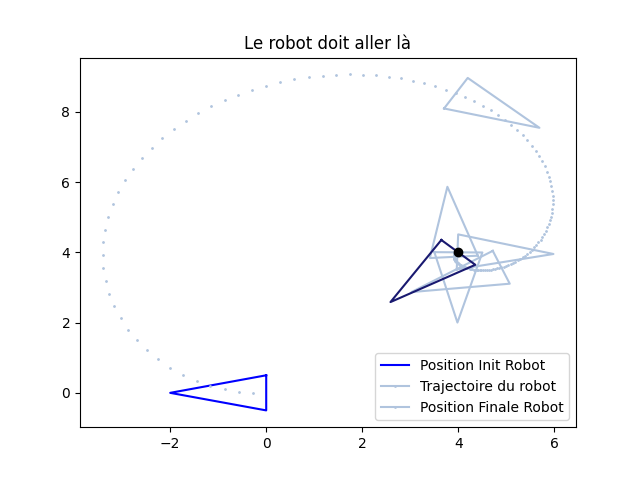 Le robot doit aller là
8
6
4
2
0
−2
0
2
4
6
Position Init Robot
Trajectoire du robot
Position Finale Robot